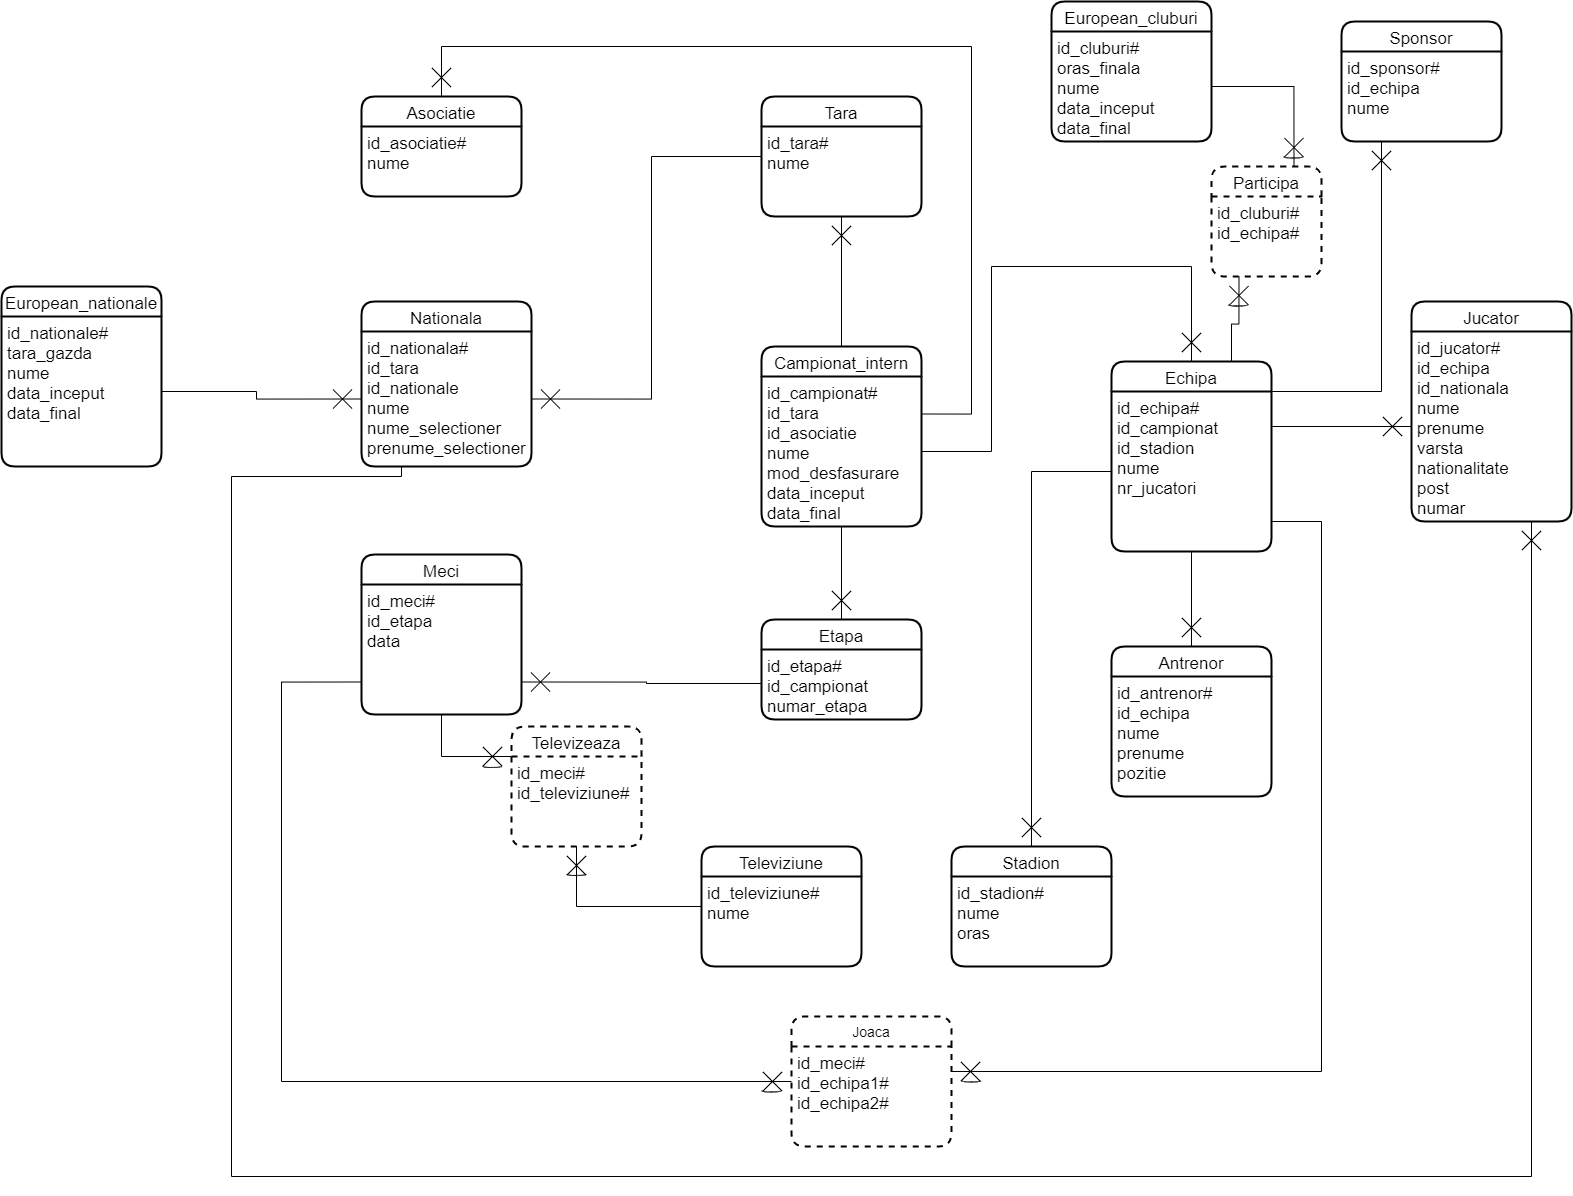 European_cluburi
id_cluburi#
oras_finala
nume
data_inceput
data_final
Sponsor
id_sponsor#
id_echipa
nume
Asociatie
id_asociatie#
nume
Tara
id_tara#
nume
Participa
id_cluburi#
id_echipa#
European_nationale
id_nationale#
tara_gazda
nume
data_inceput
data_final
Nationala
id_nationala#
id_tara
id_nationale
nume
nume_selectioner
prenume_selectioner
Campionat_intern
id_campionat#
id_tara
id_asociatie
nume
mod_desfasurare
data_inceput
data_final
Echipa
id_echipa#
id_campionat
id_stadion
nume
nr_jucatori
Jucator
id_jucator#
id_echipa
id_nationala
nume
prenume
varsta
nationalitate
post
numar
Meci
id_meci#
id_etapa
data
Etapa
id_etapa#
id_campionat
numar_etapa
Antrenor
id_antrenor#
id_echipa
nume
prenume
pozitie
Televizeaza
id_meci#
id_televiziune#
Televiziune
id_televiziune#
nume
Stadion
id_stadion#
nume
oras
Joaca
id_meci#
id_echipa1#
id_echipa2#